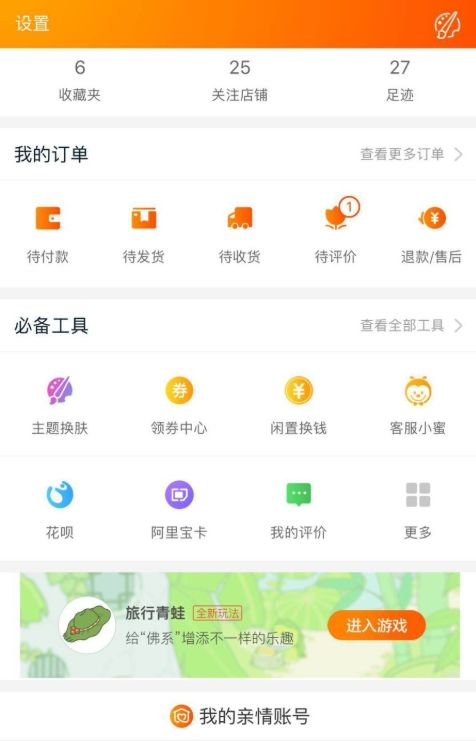 设置
6 25 27
收藏夹 关注店铺 足迹
我的订单 查看更多订单
1
待付款 待发货 待收货 待评价 退款/售后
必备工具 查看全部工具
券
主题换肤 领券中心 闲置换钱 客服小蜜
花呗 阿里宝卡 我的评价 更多
旅行青蛙 全新玩法
给“佛系”增添不一样的乐趣
进入游戏
我的亲情账号